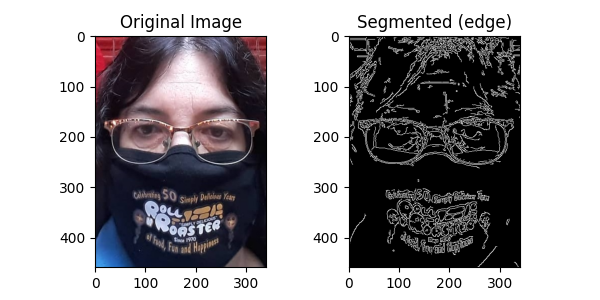 Original Image
Segmented (edge)
0
100
200
300
400
0
100
200
300
0
100
200
300
400
0
100
200
300
Celebrating 50 Simply Delicious Years
ROLL
N ROASTER
Since 1970
of Food, Fun and Happiness